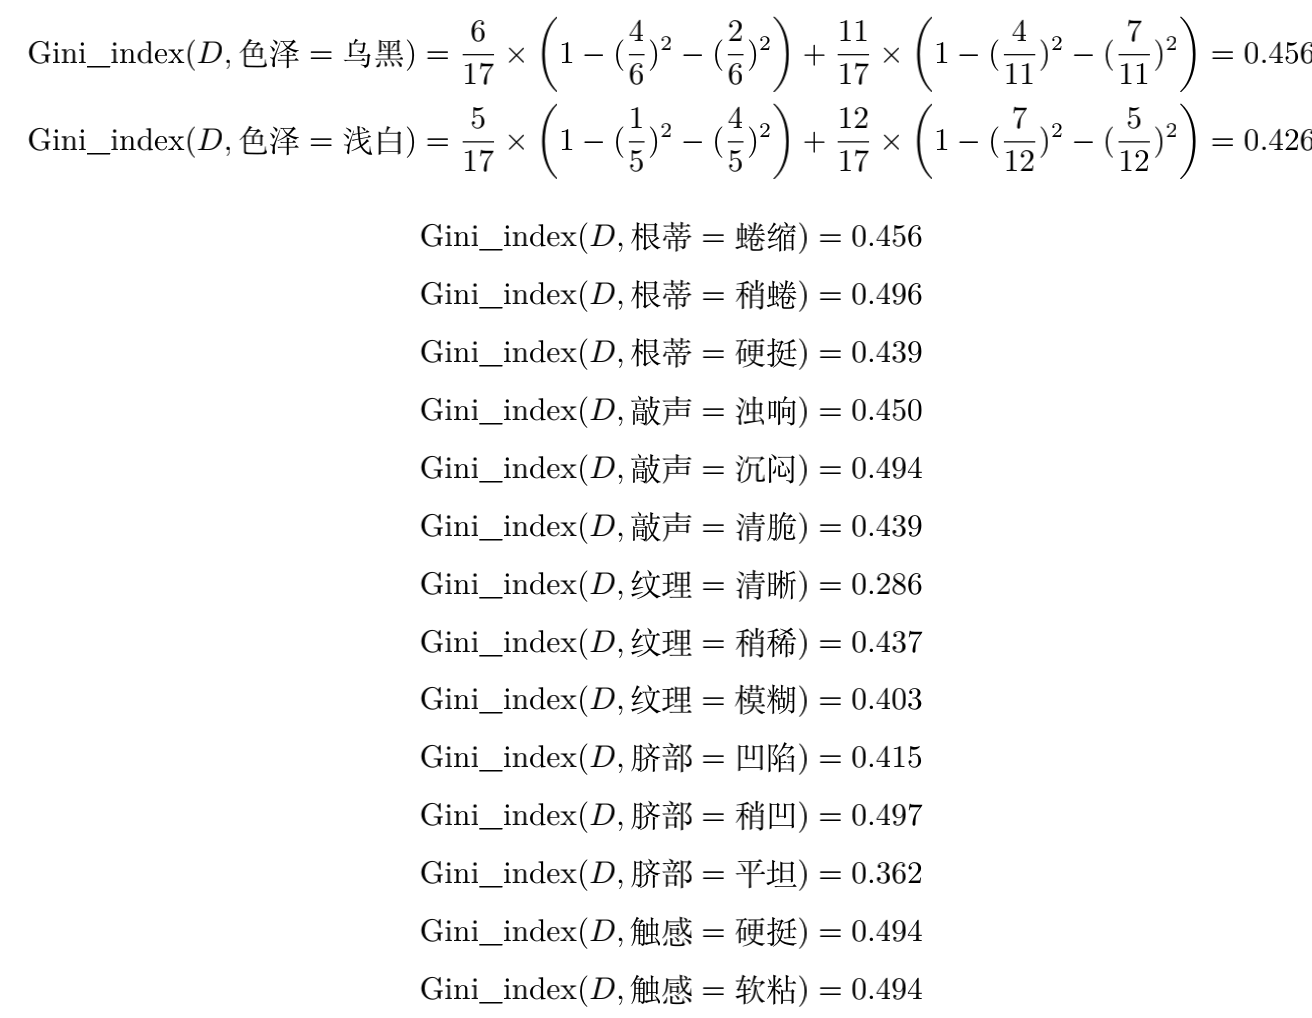 Gini_index(D, 色泽 = 乌黑) = 6/17 × (1 − (4/6)² − (2/6)²) + 11/17 × (1 − (4/11)² − (7/11)²) = 0.456
Gini_index(D, 色泽 = 浅白) = 5/17 × (1 − (1/5)² − (4/5)²) + 12/17 × (1 − (7/12)² − (5/12)²) = 0.426
Gini_index(D, 根蒂 = 蜷缩) = 0.456
Gini_index(D, 根蒂 = 稍蜷) = 0.496
Gini_index(D, 根蒂 = 硬挺) = 0.439
Gini_index(D, 敲声 = 浊响) = 0.450
Gini_index(D, 敲声 = 沉闷) = 0.494
Gini_index(D, 敲声 = 清脆) = 0.439
Gini_index(D, 纹理 = 清晰) = 0.286
Gini_index(D, 纹理 = 稍稀) = 0.437
Gini_index(D, 纹理 = 模糊) = 0.403
Gini_index(D, 脐部 = 凹陷) = 0.415
Gini_index(D, 脐部 = 稍凹) = 0.497
Gini_index(D, 脐部 = 平坦) = 0.362
Gini_index(D, 触感 = 硬挺) = 0.494
Gini_index(D, 触感 = 软粘) = 0.494